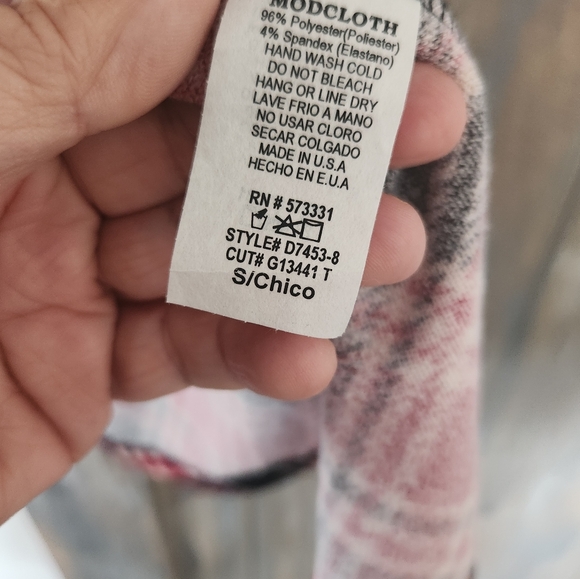 MODCLOTH
96% Polyester(Poliester)
4% Spandex (Elastano)
HAND WASH COLD
DO NOT BLEACH
HANG OR LINE DRY
LAVE FRIO A MANO
NO USAR CLORO
SECAR COLGADO
MADE IN U.S.A
HECHO EN E.U.A
RN # 573331
STYLE# D7453-8
CUT# G13441 T
S/Chico